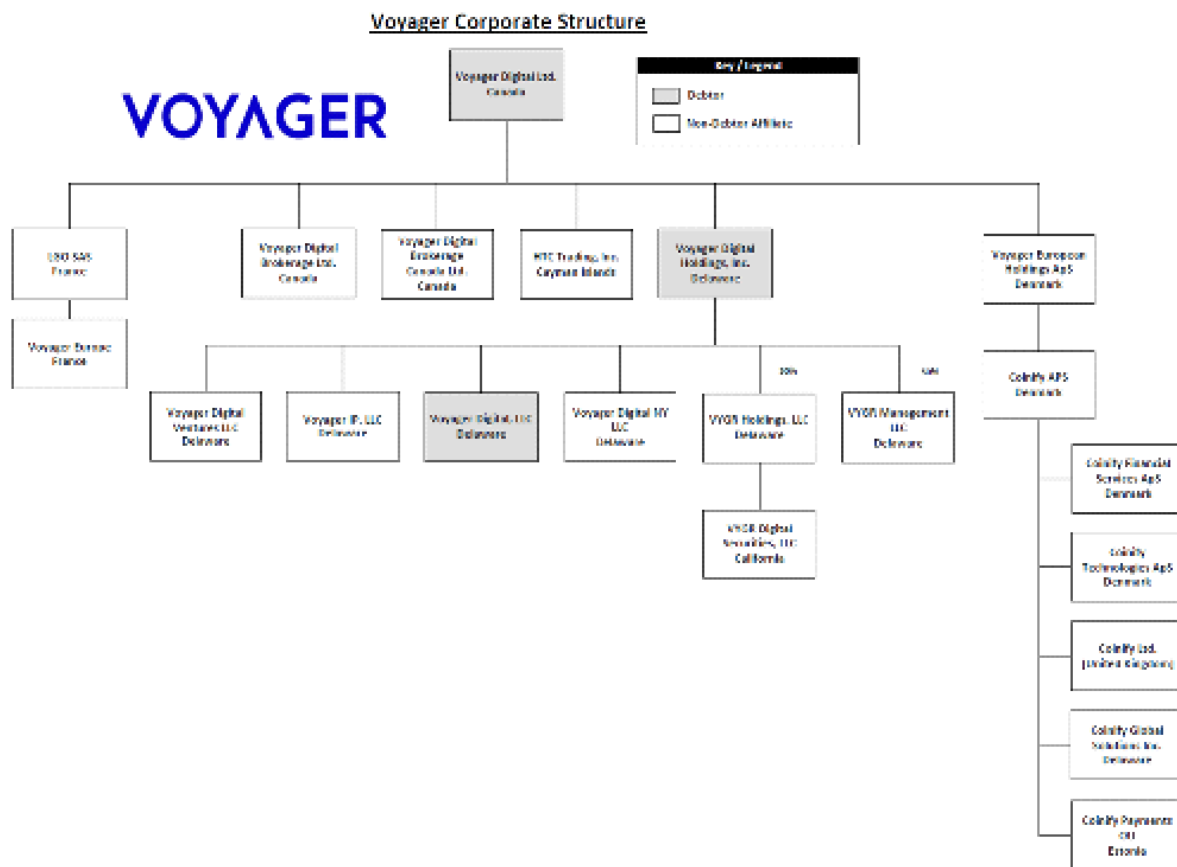 Voyager Corporate Structure
Voyager Digital Ltd.
Canada
Key / Legend
Debtor
Non-Debtor Affiliate
VOYAGER
SAS
France
Voyager Digital
Brokerage Ltd.
Canada
Voyager Digital
Brokerage
Canada Ltd.
Canada
HTC Trading, Inc.
Cayman Islands
Voyager Digital
Holdings, Inc.
Delaware
Voyager European
Holdings ApS
Denmark
Voyager Europe
France
Coinify APS
Denmark
Voyager Digital
Ventures LLC
Delaware
Voyager IP, LLC
Delaware
Voyager Digital, LLC
Delaware
Voyager Digital NY
LLC
Delaware
VYGR Holdings, LLC
Delaware
VYGR Management
LLC
Delaware
VYGR Digital
Securities, LLC
California
Coinify Financial
Services ApS
Denmark
Coinify
Technologies ApS
Denmark
Coinify Ltd.
(United Kingdom)
Coinify Global
Solutions Inc.
Delaware
Coinify Payments
Estonia